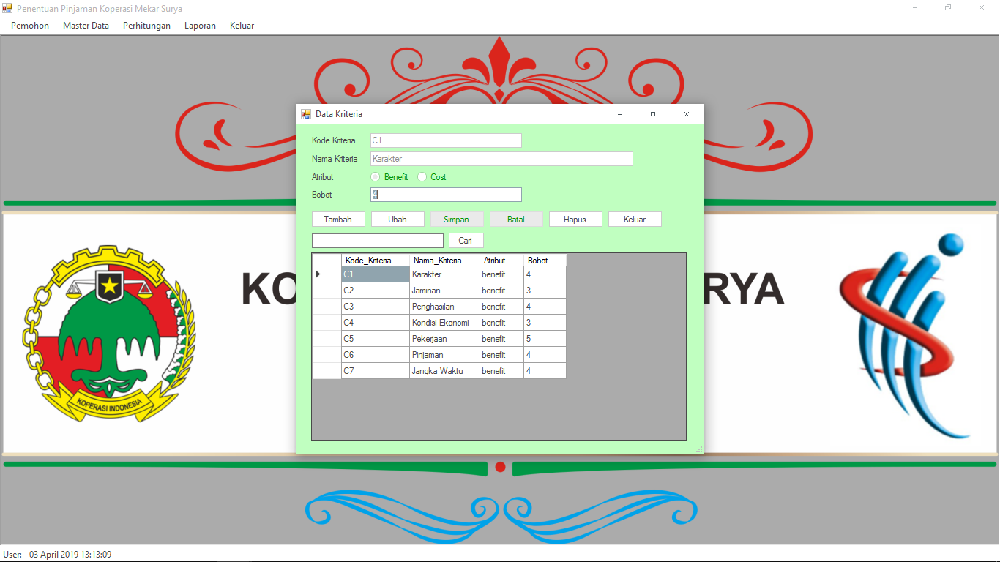 Penentuan Pinjaman Koperasi Mekar Surya
Pemohon Master Data Perhitungan Laporan Keluar
Data Kriteria
Kode Kriteria C1
Nama Kriteria Karakter
Atribut Benefit Cost
Bobot 4
Tambah Ubah Simpan Batal Hapus Keluar
Cari
Kode_Kriteria Nama_Kriteria Atribut Bobot
C1 Karakter benefit 4
C2 Jaminan benefit 3
C3 Penghasilan benefit 4
C4 Kondisi Ekonomi benefit 3
C5 Pekerjaan benefit 5
C6 Pinjaman benefit 4
C7 Jangka Waktu benefit 4
KO RYA
KOPERASI INDONESIA
User: 03 April 2019 13:13:09